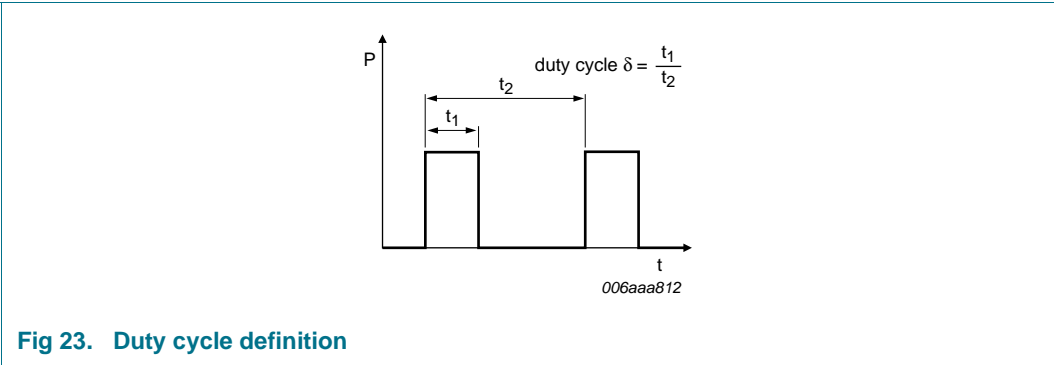 P
duty cycle δ = t1
t2
t2
t1
t
006aaa812
Fig 23. Duty cycle definition